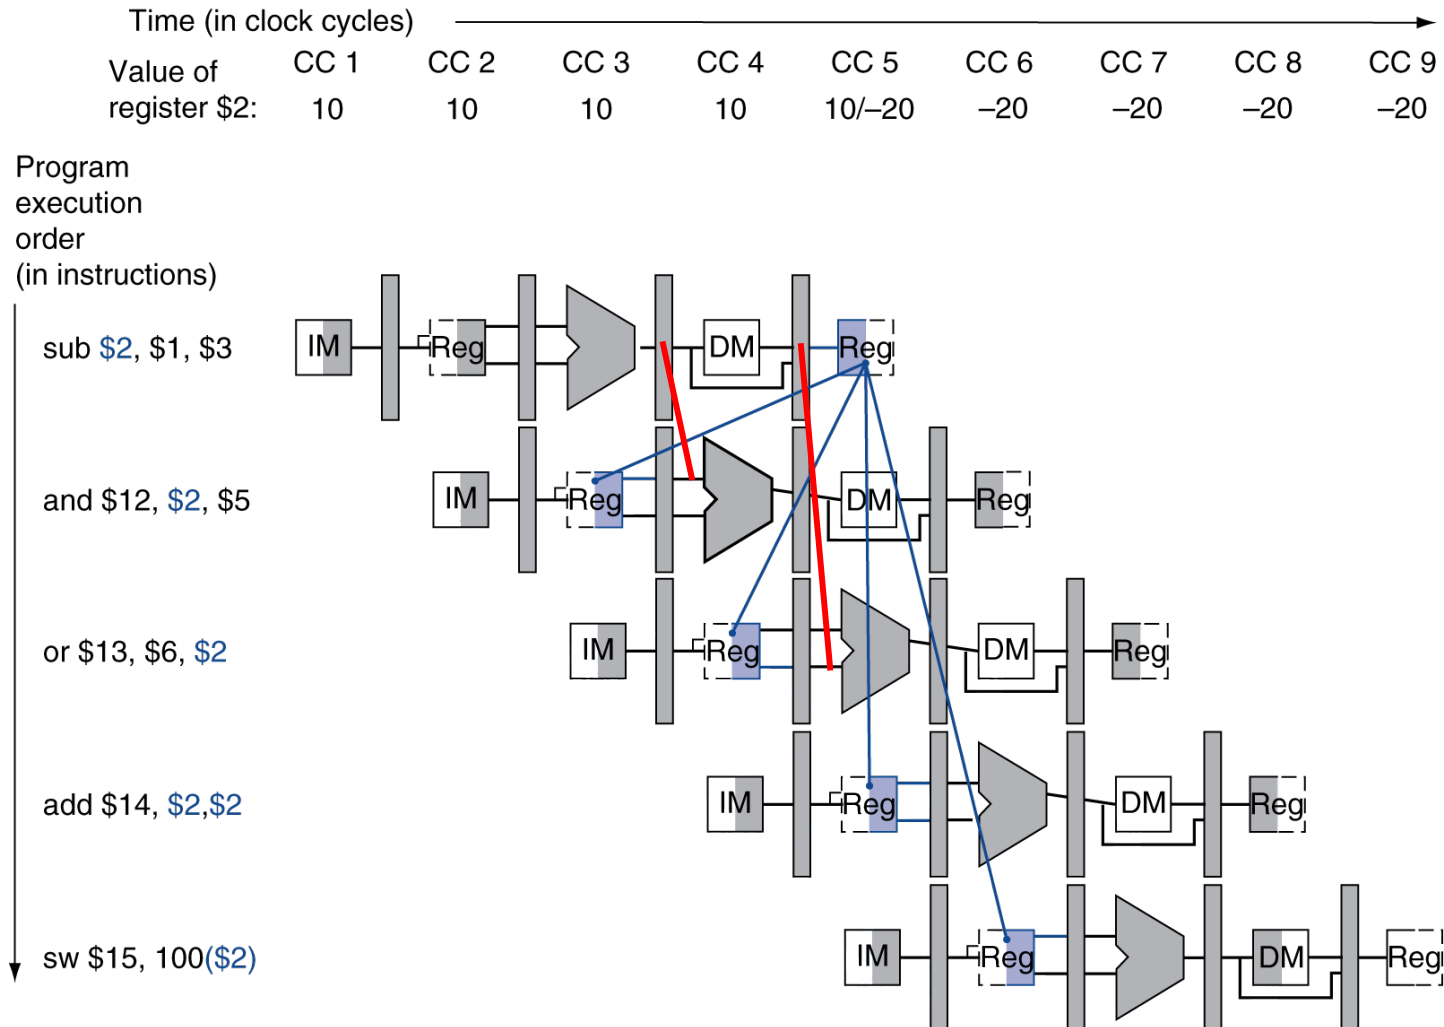 Time (in clock cycles)
Value of
register $2:
CC 1 CC 2 CC 3 CC 4 CC 5 CC 6 CC 7 CC 8 CC 9
10 10 10 10 10/–20 –20 –20 –20 –20
Program
execution
order
(in instructions)
sub $2, $1, $3
IM Reg DM Reg
and $12, $2, $5
IM Reg DM Reg
or $13, $6, $2
IM Reg DM Reg
add $14, $2,$2
IM Reg DM Reg
sw $15, 100($2)
IM Reg DM Reg